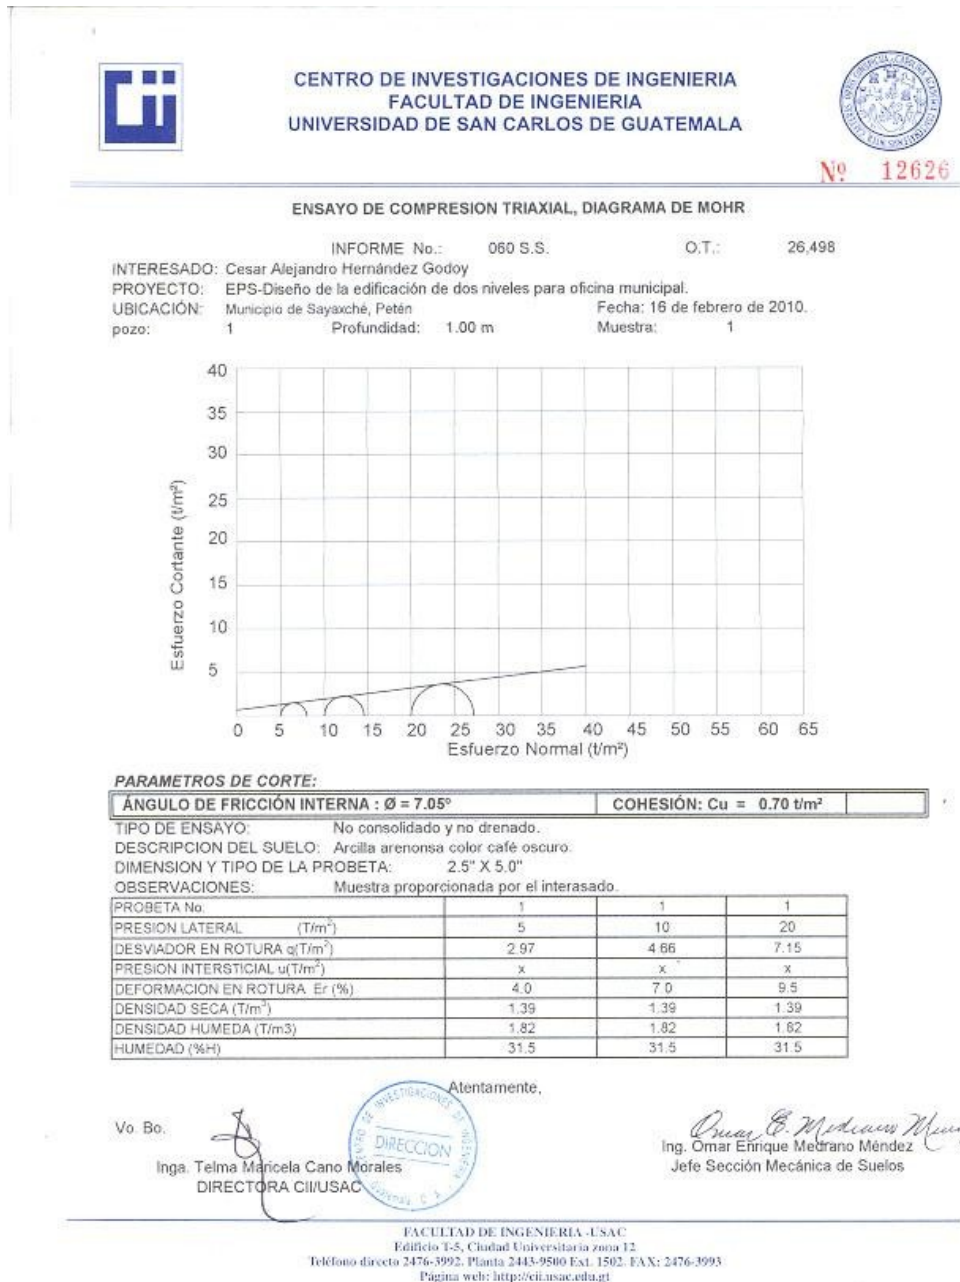 Cii
CENTRO DE INVESTIGACIONES DE INGENIERIA
FACULTAD DE INGENIERIA
UNIVERSIDAD DE SAN CARLOS DE GUATEMALA
Nº 12626
ENSAYO DE COMPRESION TRIAXIAL, DIAGRAMA DE MOHR
INFORME No.: 060 S.S. O.T.: 26,498
INTERESADO: Cesar Alejandro Hernández Godoy
PROYECTO: EPS-Diseño de la edificación de dos niveles para oficina municipal.
UBICACIÓN: Municipio de Sayaxché, Petén Fecha: 16 de febrero de 2010.
pozo: 1 Profundidad: 1.00 m Muestra: 1
Esfuerzo Cortante (t/m²)
40
35
30
25
20
15
10
5
0 5 10 15 20 25 30 35 40 45 50 55 60 65
Esfuerzo Normal (t/m²)
PARAMETROS DE CORTE:
ÁNGULO DE FRICCIÓN INTERNA : Ø = 7.05º COHESIÓN: Cu = 0.70 t/m²
TIPO DE ENSAYO: No consolidado y no drenado.
DESCRIPCION DEL SUELO: Arcilla arenonsa color café oscuro.
DIMENSION Y TIPO DE LA PROBETA: 2.5" X 5.0"
OBSERVACIONES: Muestra proporcionada por el interasado.
PROBETA No. 1 1 1
PRESION LATERAL (T/m²) 5 10 20
DESVIADOR EN ROTURA q(T/m²) 2.97 4.66 7.15
PRESION INTERSTICIAL u(T/m²) x x x
DEFORMACION EN ROTURA Er (%) 4.0 7.0 9.5
DENSIDAD SECA (T/m³) 1.39 1.39 1.39
DENSIDAD HUMEDA (T/m3) 1.82 1.82 1.82
HUMEDAD (%H) 31.5 31.5 31.5
Atentamente,
Vo. Bo.
CENTRO DE INVESTIGACIONES DE INGENIERIA
DIRECCION
Omar E. Medrano
Inga. Telma Maricela Cano Morales
DIRECTORA CII/USAC
Ing. Omar Enrique Medrano Méndez
Jefe Sección Mecánica de Suelos
FACULTAD DE INGENIERIA -USAC
Edificio T-5, Ciudad Universitaria zona 12
Teléfono directo 2476-3992. Planta 2443-9500 Ext. 1502. FAX: 2476-3993
Página web: http//cii.usac.edu.gt